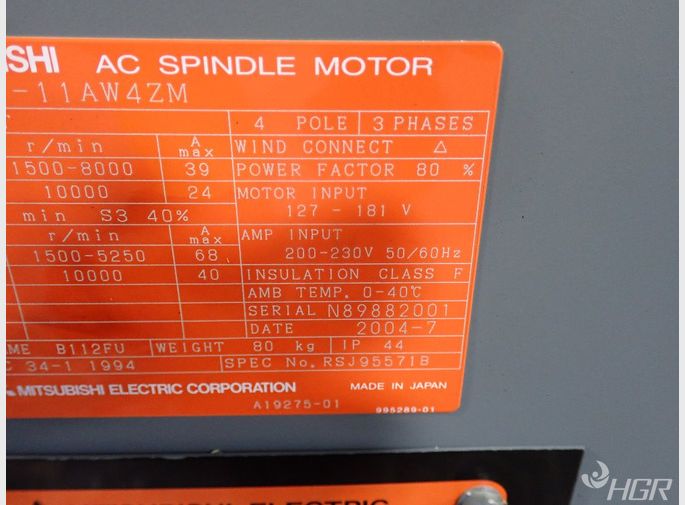 ISHI AC SPINDLE MOTOR
-11AW4ZM
4 POLE 3 PHASES
r/min A max WIND CONNECT △
1500-8000 39 POWER FACTOR 80 %
10000 24 MOTOR INPUT
min S3 40% 127 - 181 V
r/min A max AMP INPUT
1500-5250 68 200-230V 50/60Hz
10000 40 INSULATION CLASS F
AMB TEMP. 0-40℃
SERIAL N89882001
DATE 2004-7
AME B112FU WEIGHT 80 kg IP 44
C 34-1 1994 SPEC No. RSJ95571B
MITSUBISHI ELECTRIC CORPORATION MADE IN JAPAN
A19275-01 995289-01
ELECTRIC
HGR